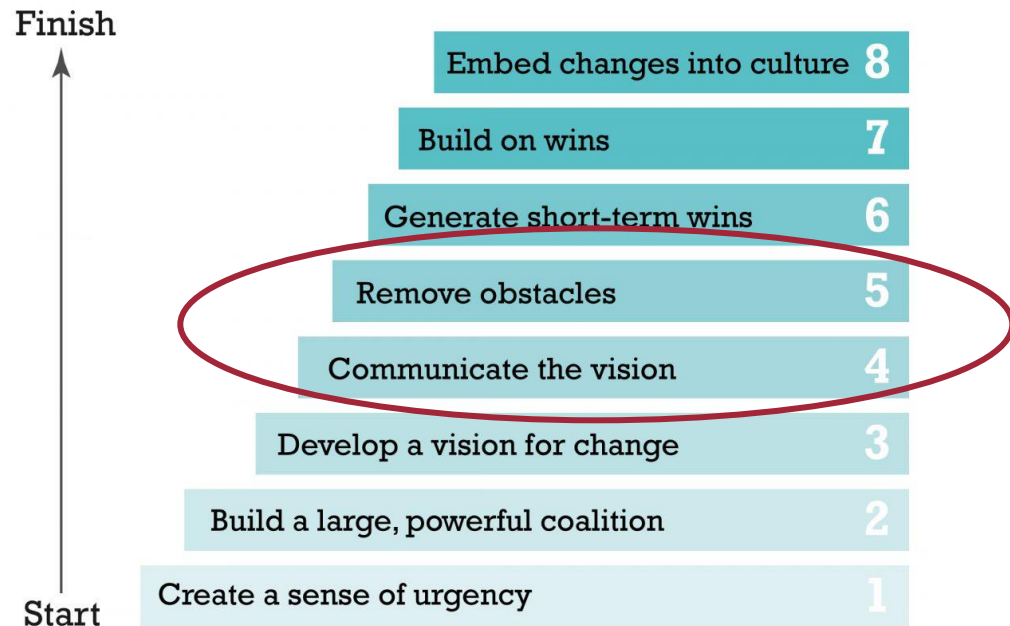 Finish
Embed changes into culture 8
Build on wins 7
Generate short-term wins 6
Remove obstacles 5
Communicate the vision 4
Develop a vision for change 3
Build a large, powerful coalition 2
Create a sense of urgency 1
Start